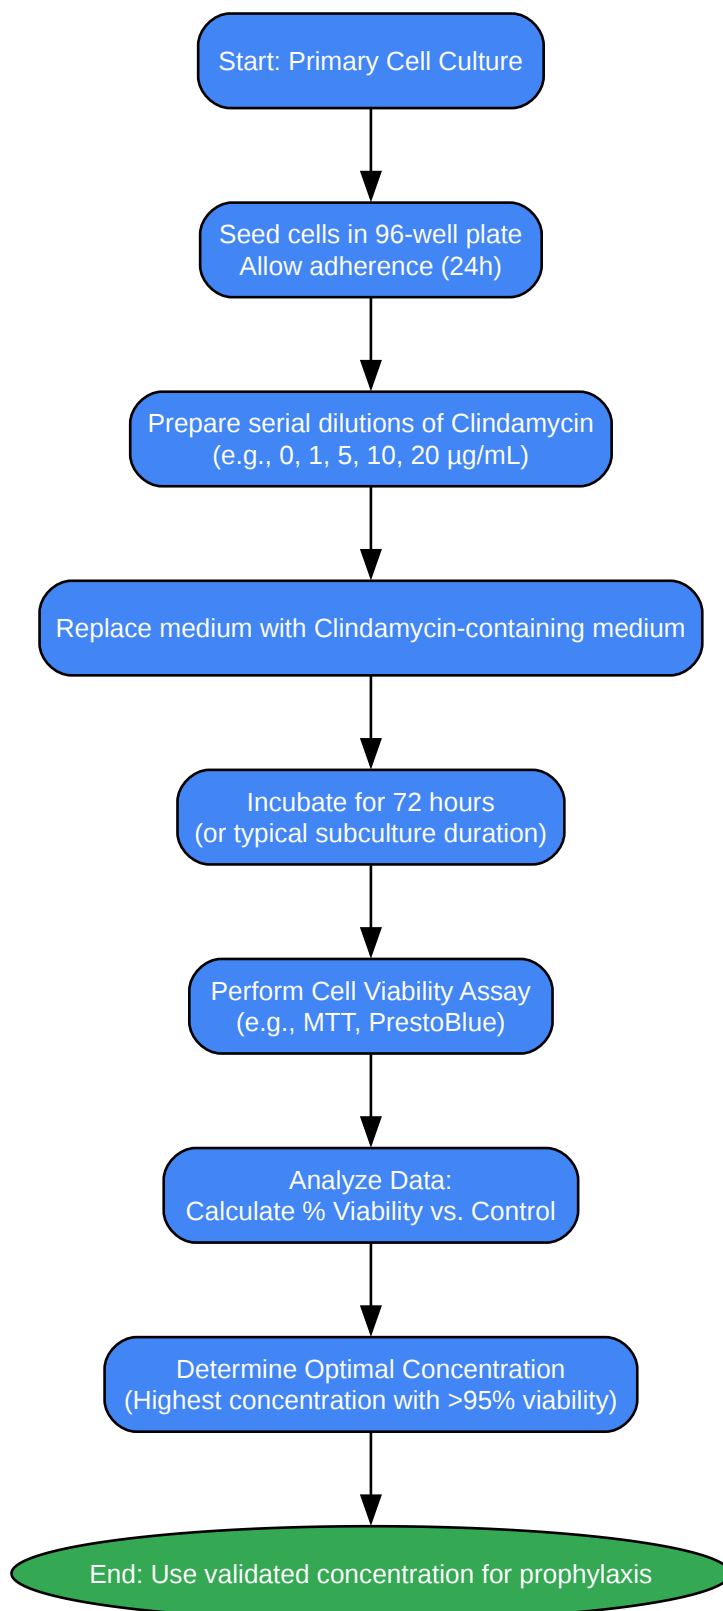 Start: Primary Cell Culture
Seed cells in 96-well plate
Allow adherence (24h)
Prepare serial dilutions of Clindamycin
(e.g., 0, 1, 5, 10, 20 µg/mL)
Replace medium with Clindamycin-containing medium
Incubate for 72 hours
(or typical subculture duration)
Perform Cell Viability Assay
(e.g., MTT, PrestoBlue)
Analyze Data:
Calculate % Viability vs. Control
Determine Optimal Concentration
(Highest concentration with >95% viability)
End: Use validated concentration for prophylaxis